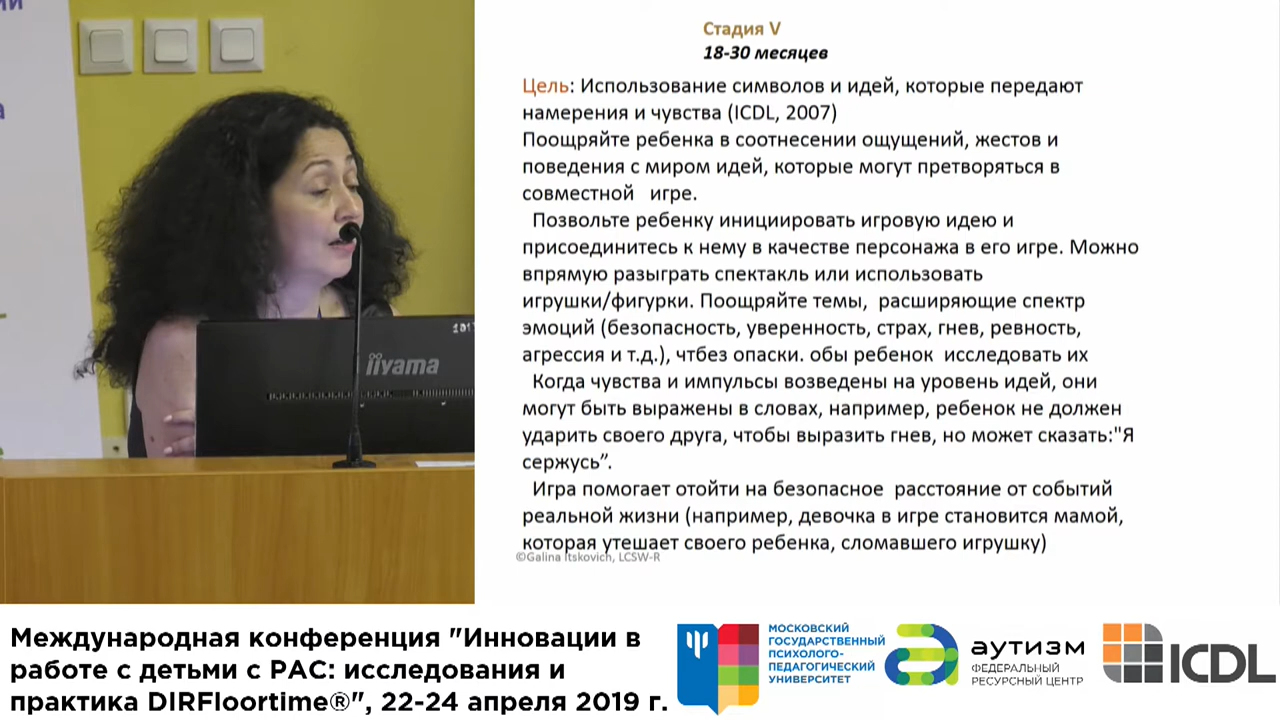 Стадия V
18-30 месяцев
Цель: Использование символов и идей, которые передают
намерения и чувства (ICDL, 2007)
Поощряйте ребенка в соотнесении ощущений, жестов и
поведения с миром идей, которые могут претворяться в
совместной игре.
Позвольте ребенку инициировать игровую идею и
присоединитесь к нему в качестве персонажа в его игре. Можно
впрямую разыграть спектакль или использовать
игрушки/фигурки. Поощряйте темы, расширяющие спектр
эмоций (безопасность, уверенность, страх, гнев, ревность,
агрессия и т.д.), чтбез опаски. обы ребенок исследовать их
Когда чувства и импульсы возведены на уровень идей, они
могут быть выражены в словах, например, ребенок не должен
ударить своего друга, чтобы выразить гнев, но может сказать:"Я
сержусь”.
Игра помогает отойти на безопасное расстояние от событий
реальной жизни (например, девочка в игре становится мамой,
которая утешает своего ребенка, сломавшего игрушку)
©Galina Itskovich, LCSW-R
iiyama
Международная конференция "Инновации в
работе с детьми с РАС: исследования и
практика DIRFloortime®", 22-24 апреля 2019 г.
МОСКОВСКИЙ
ГОСУДАРСТВЕННЫЙ
ПСИХОЛОГО-
ПЕДАГОГИЧЕСКИЙ
УНИВЕРСИТЕТ
аутизм
ФЕДЕРАЛЬНЫЙ
РЕСУРСНЫЙ ЦЕНТР
ICDL